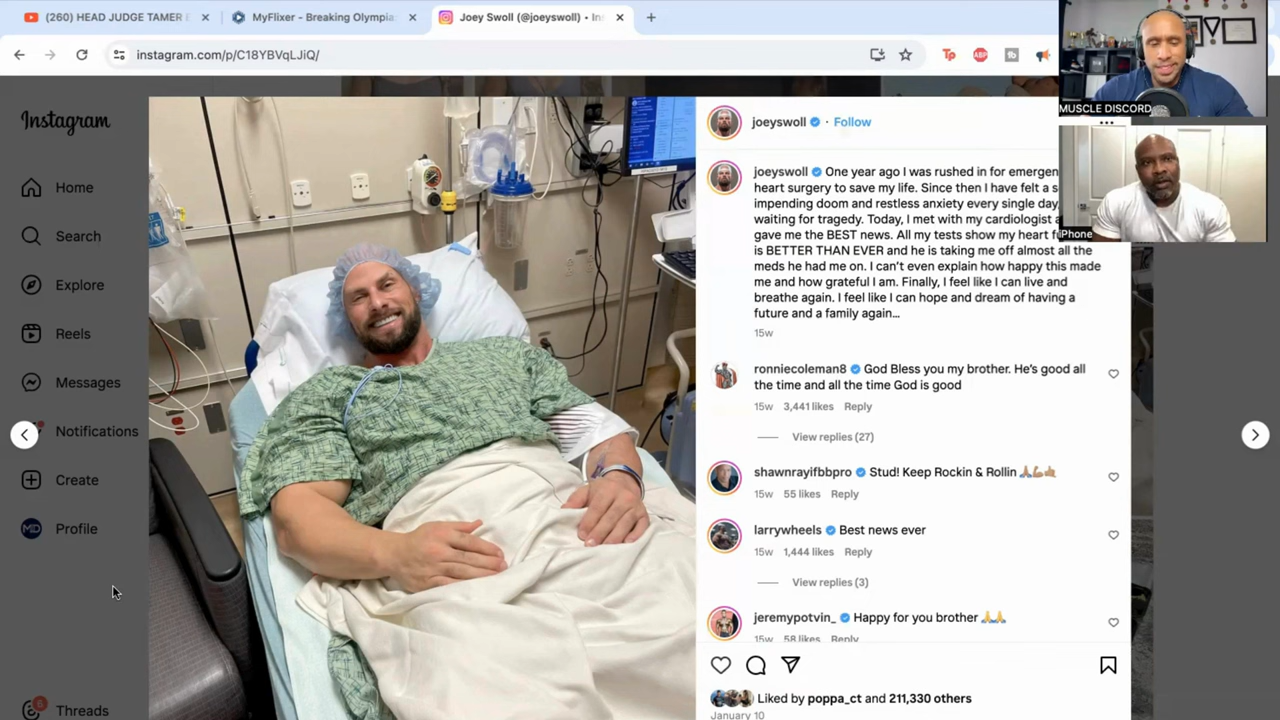 (260) HEAD JUDGE TAMER E
MyFlixer - Breaking Olympia
Joey Swoll (@joeyswoll) • In
instagram.com/p/C18YBVqLJiQ/
Tp
ABP
MUSCLE DISCORD
iPhone
Instagram
Home
Search
Explore
Reels
Messages
Notifications
Create
MD Profile
6
Threads
joeyswoll • Follow
joeyswoll One year ago I was rushed in for emergen
heart surgery to save my life. Since then I have felt a s
impending doom and restless anxiety every single day,
waiting for tragedy. Today, I met with my cardiologist a
gave me the BEST news. All my tests show my heart f
is BETTER THAN EVER and he is taking me off almost all the
meds he had me on. I can't even explain how happy this made
me and how grateful I am. Finally, I feel like I can live and
breathe again. I feel like I can hope and dream of having a
future and a family again...
15w
ronniecoleman8 God Bless you my brother. He's good all
the time and all the time God is good
15w 3,441 likes Reply
View replies (27)
shawnrayifbbpro Stud! Keep Rockin & Rollin 🙏🏽💪🏽🤙🏽
15w 55 likes Reply
larrywheels Best news ever
15w 1,444 likes Reply
View replies (3)
jeremypotvin_ Happy for you brother 🙏🙏
15w 58 likes Reply
Liked by poppa_ct and 211,330 others
January 10